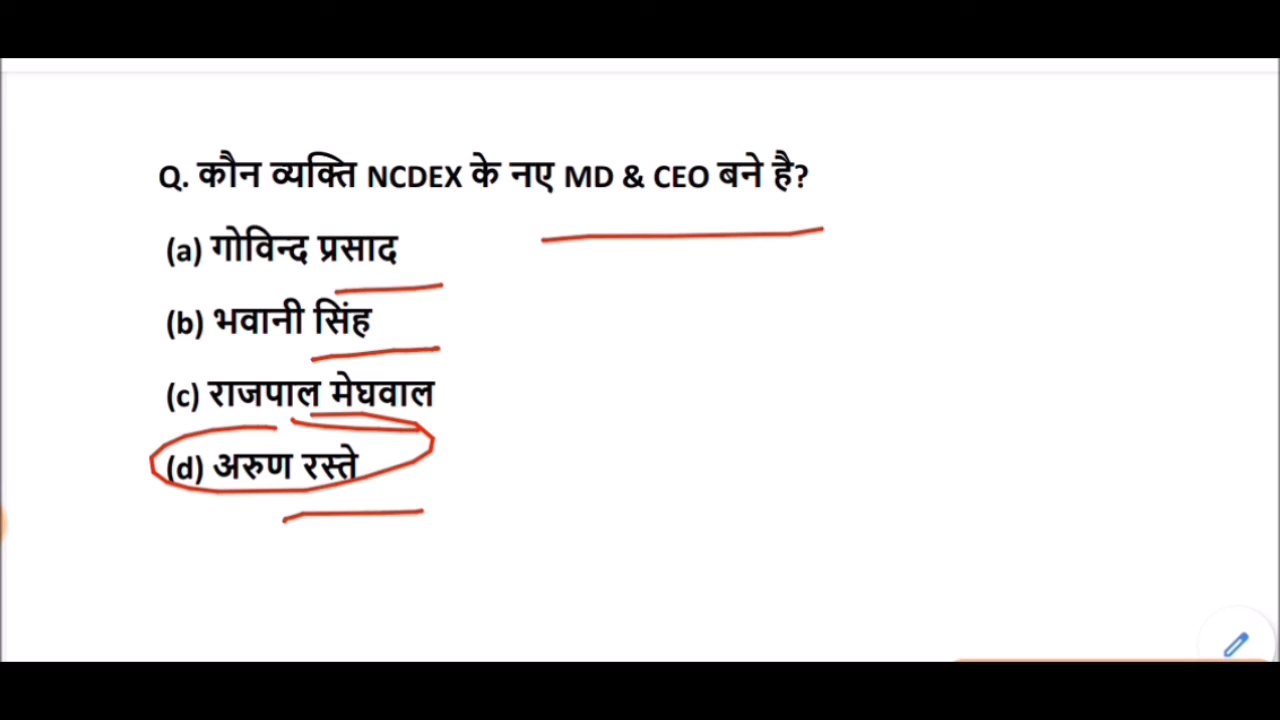 Q. कौन व्यक्ति NCDEX के नए MD & CEO बने है?
(a) गोविन्द प्रसाद
(b) भवानी सिंह
(c) राजपाल मेघवाल
(d) अरुण रस्ते